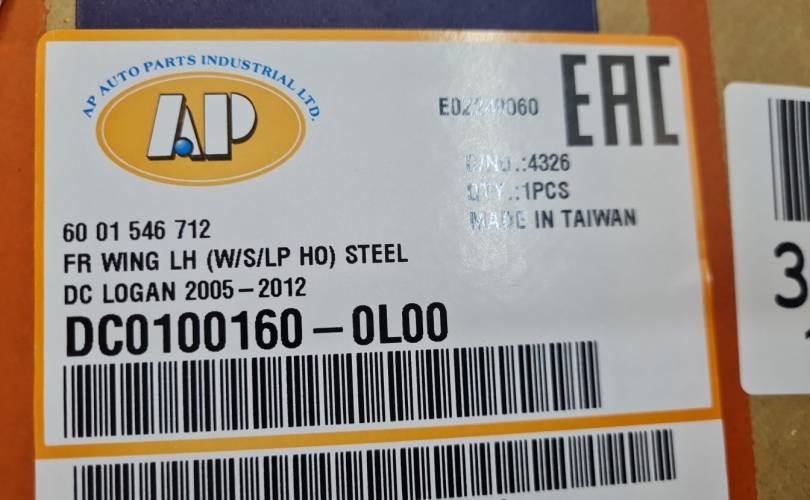 AP AUTO PARTS INDUSTRIAL LTD.
AP
EAC
.:4326
QTY.:1PCS
MADE IN TAIWAN
60 01 546 712
FR WING LH (W/S/LP HO) STEEL
DC LOGAN 2005-2012
DC0100160-0L00
3